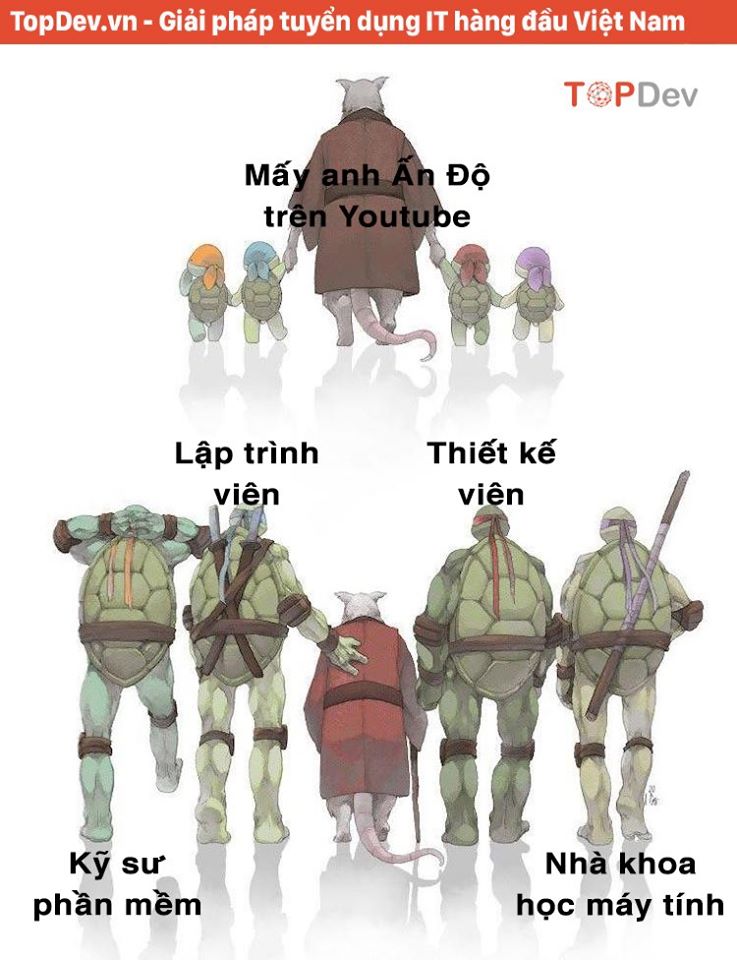 TopDev.vn - Giải pháp tuyển dụng IT hàng đầu Việt Nam
TOPDev
Mấy anh Ấn Độ
trên Youtube
Lập trình
viên
Thiết kế
viên
Kỹ sư
phần mềm
Nhà khoa
học máy tính